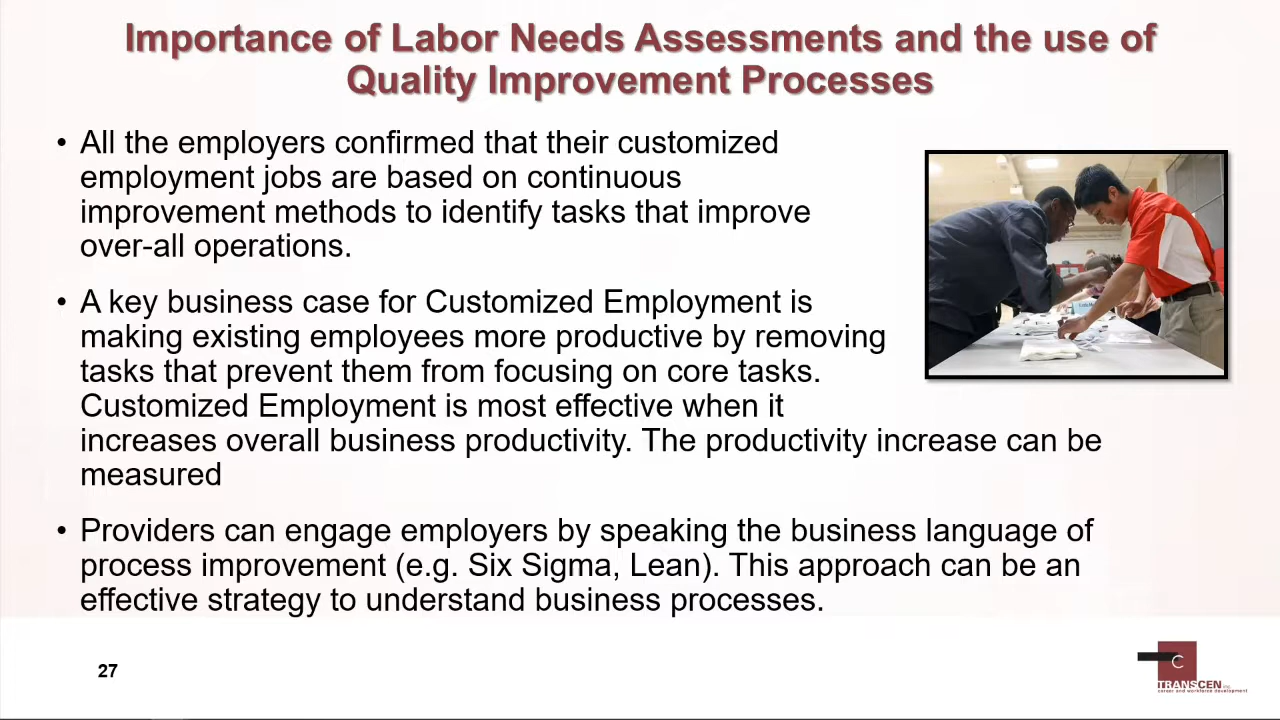 Importance of Labor Needs Assessments and the use of
Quality Improvement Processes
• All the employers confirmed that their customized
employment jobs are based on continuous
improvement methods to identify tasks that improve
over-all operations.
• A key business case for Customized Employment is
making existing employees more productive by removing
tasks that prevent them from focusing on core tasks.
Customized Employment is most effective when it
increases overall business productivity. The productivity increase can be
measured
• Providers can engage employers by speaking the business language of
process improvement (e.g. Six Sigma, Lean). This approach can be an
effective strategy to understand business processes.
27
C
TRANSCEN
career and workforce development